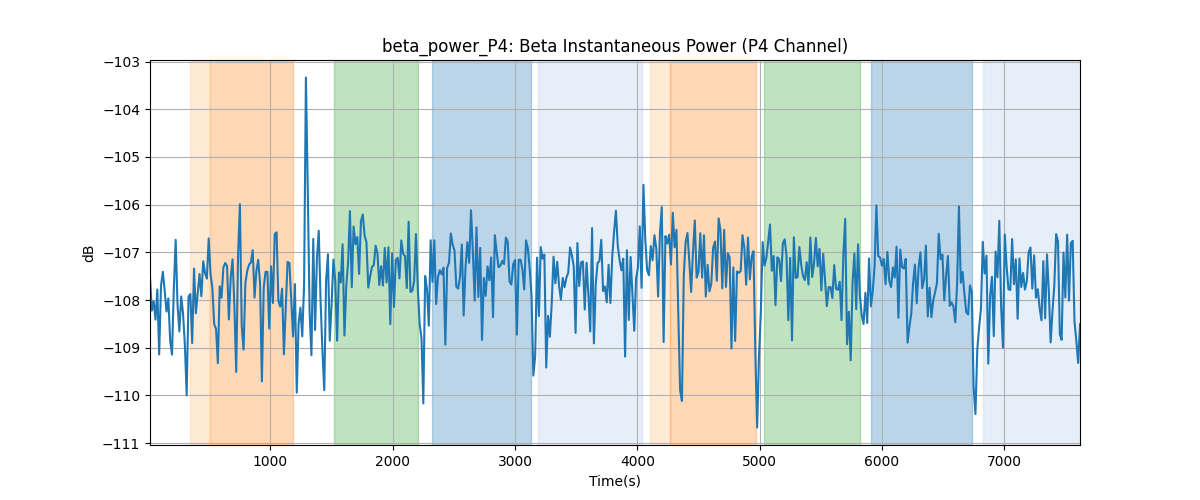 beta_power_P4: Beta Instantaneous Power (P4 Channel)
dB
−103
−104
−105
−106
−107
−108
−109
−110
−111
1000 2000 3000 4000 5000 6000 7000
Time(s)